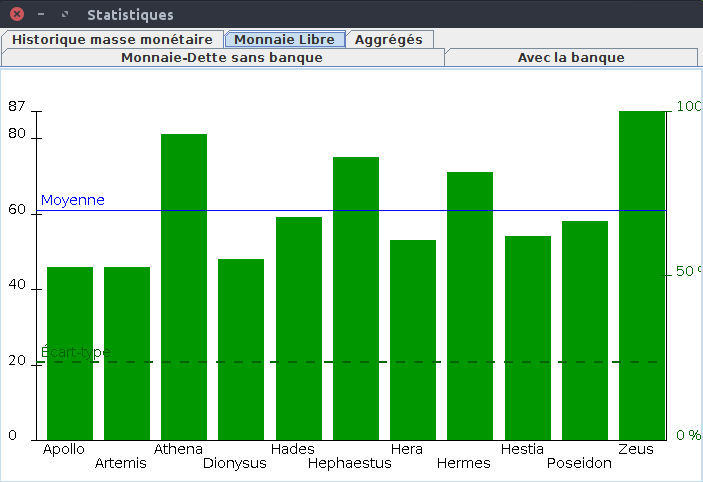 Statistiques
Historique masse monétaire
Monnaie Libre
Aggrégés
Monnaie-Dette sans banque
Avec la banque
87
100
80
Moyenne
60
50 %
40
Écart-type
20
0
0 %
Apollo
Artemis
Athena
Dionysus
Hades
Hephaestus
Hera
Hermes
Hestia
Poseidon
Zeus